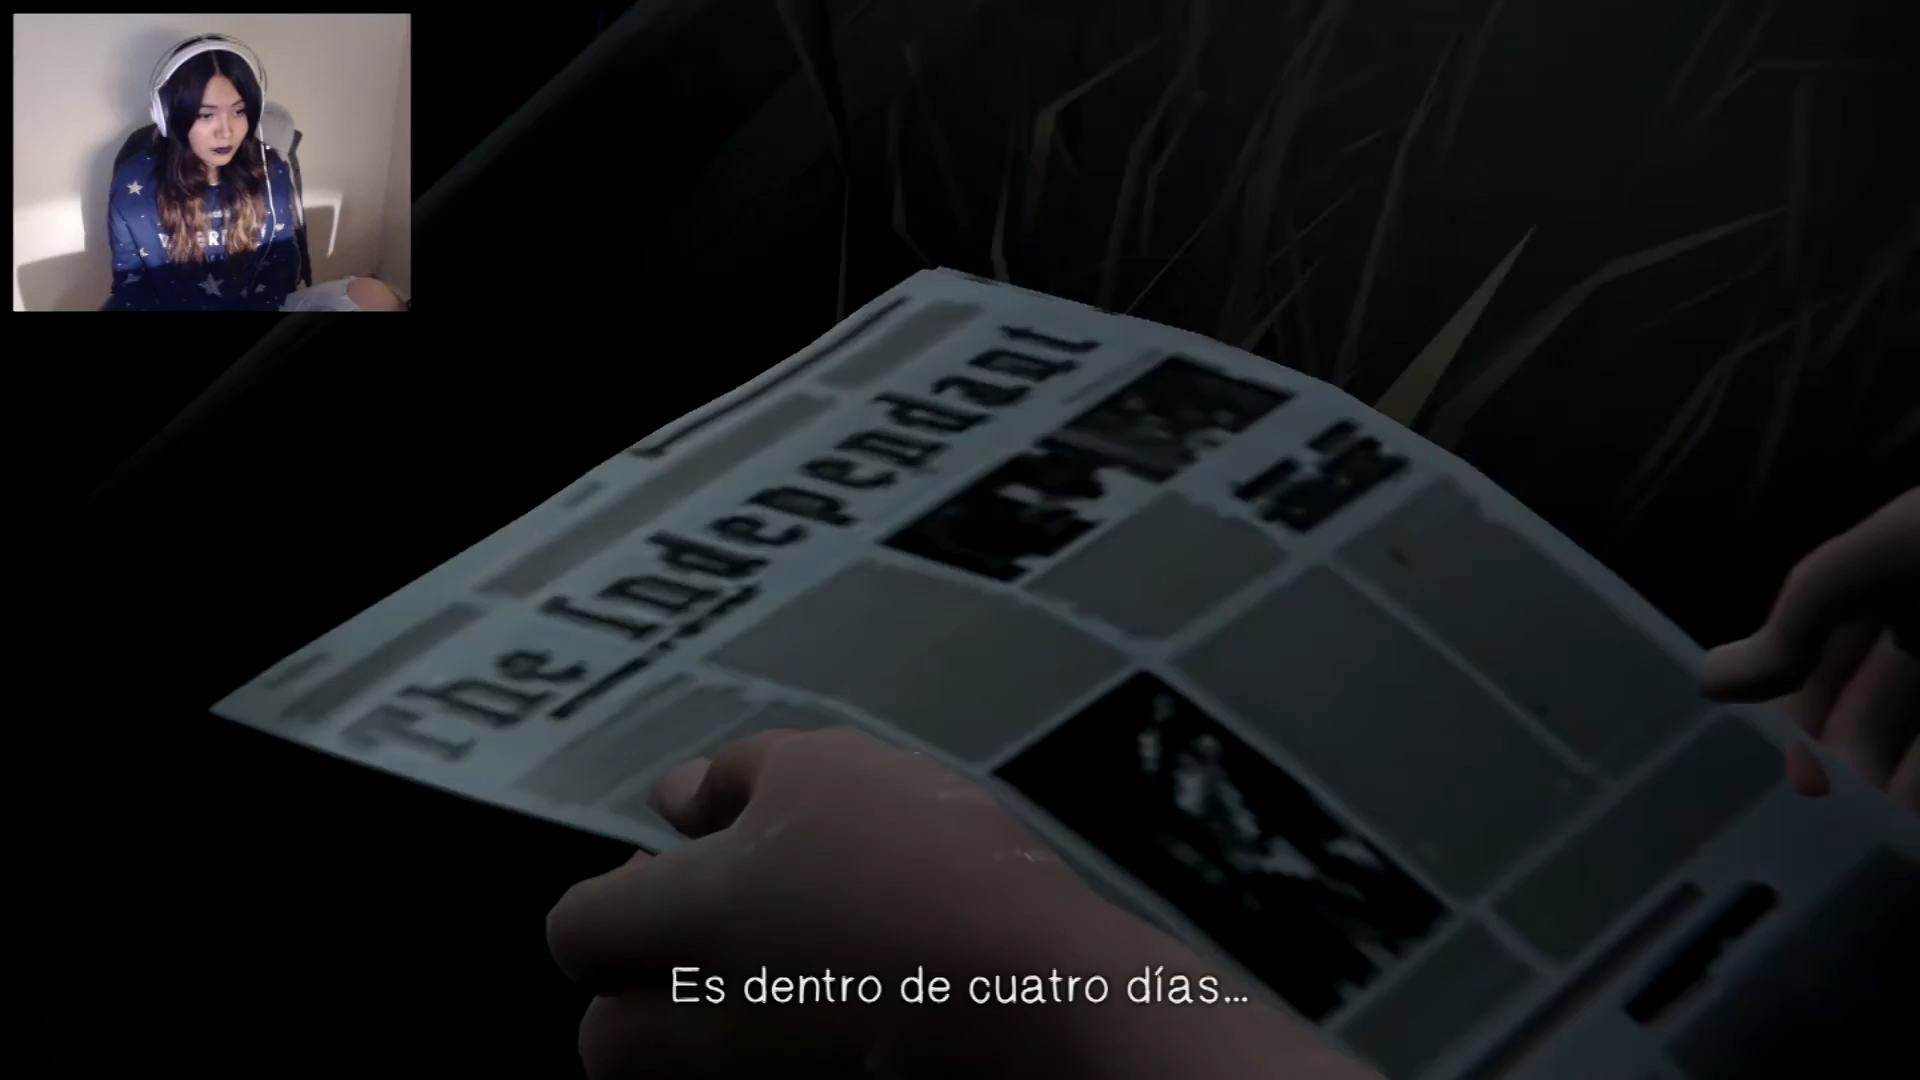 The Independant
Es dentro de cuatro días...